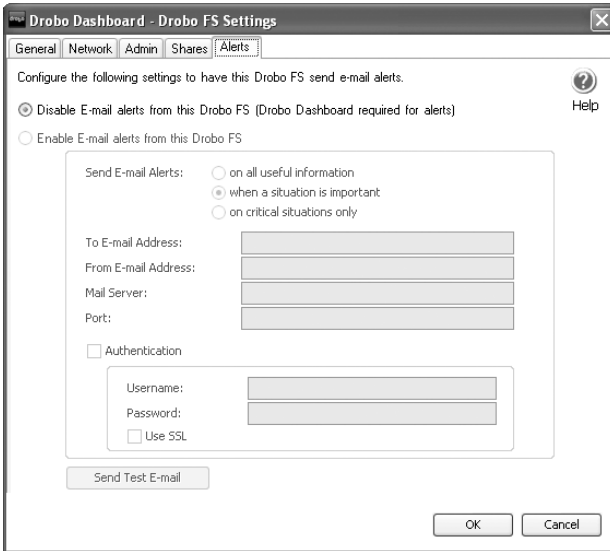 Drobo Dashboard - Drobo FS Settings
General Network Admin Shares Alerts
Configure the following settings to have this Drobo FS send e-mail alerts.
Help
Disable E-mail alerts from this Drobo FS (Drobo Dashboard required for alerts)
Enable E-mail alerts from this Drobo FS
Send E-mail Alerts:
on all useful information
when a situation is important
on critical situations only
To E-mail Address:
From E-mail Address:
Mail Server:
Port:
Authentication
Username:
Password:
Use SSL
Send Test E-mail
OK Cancel